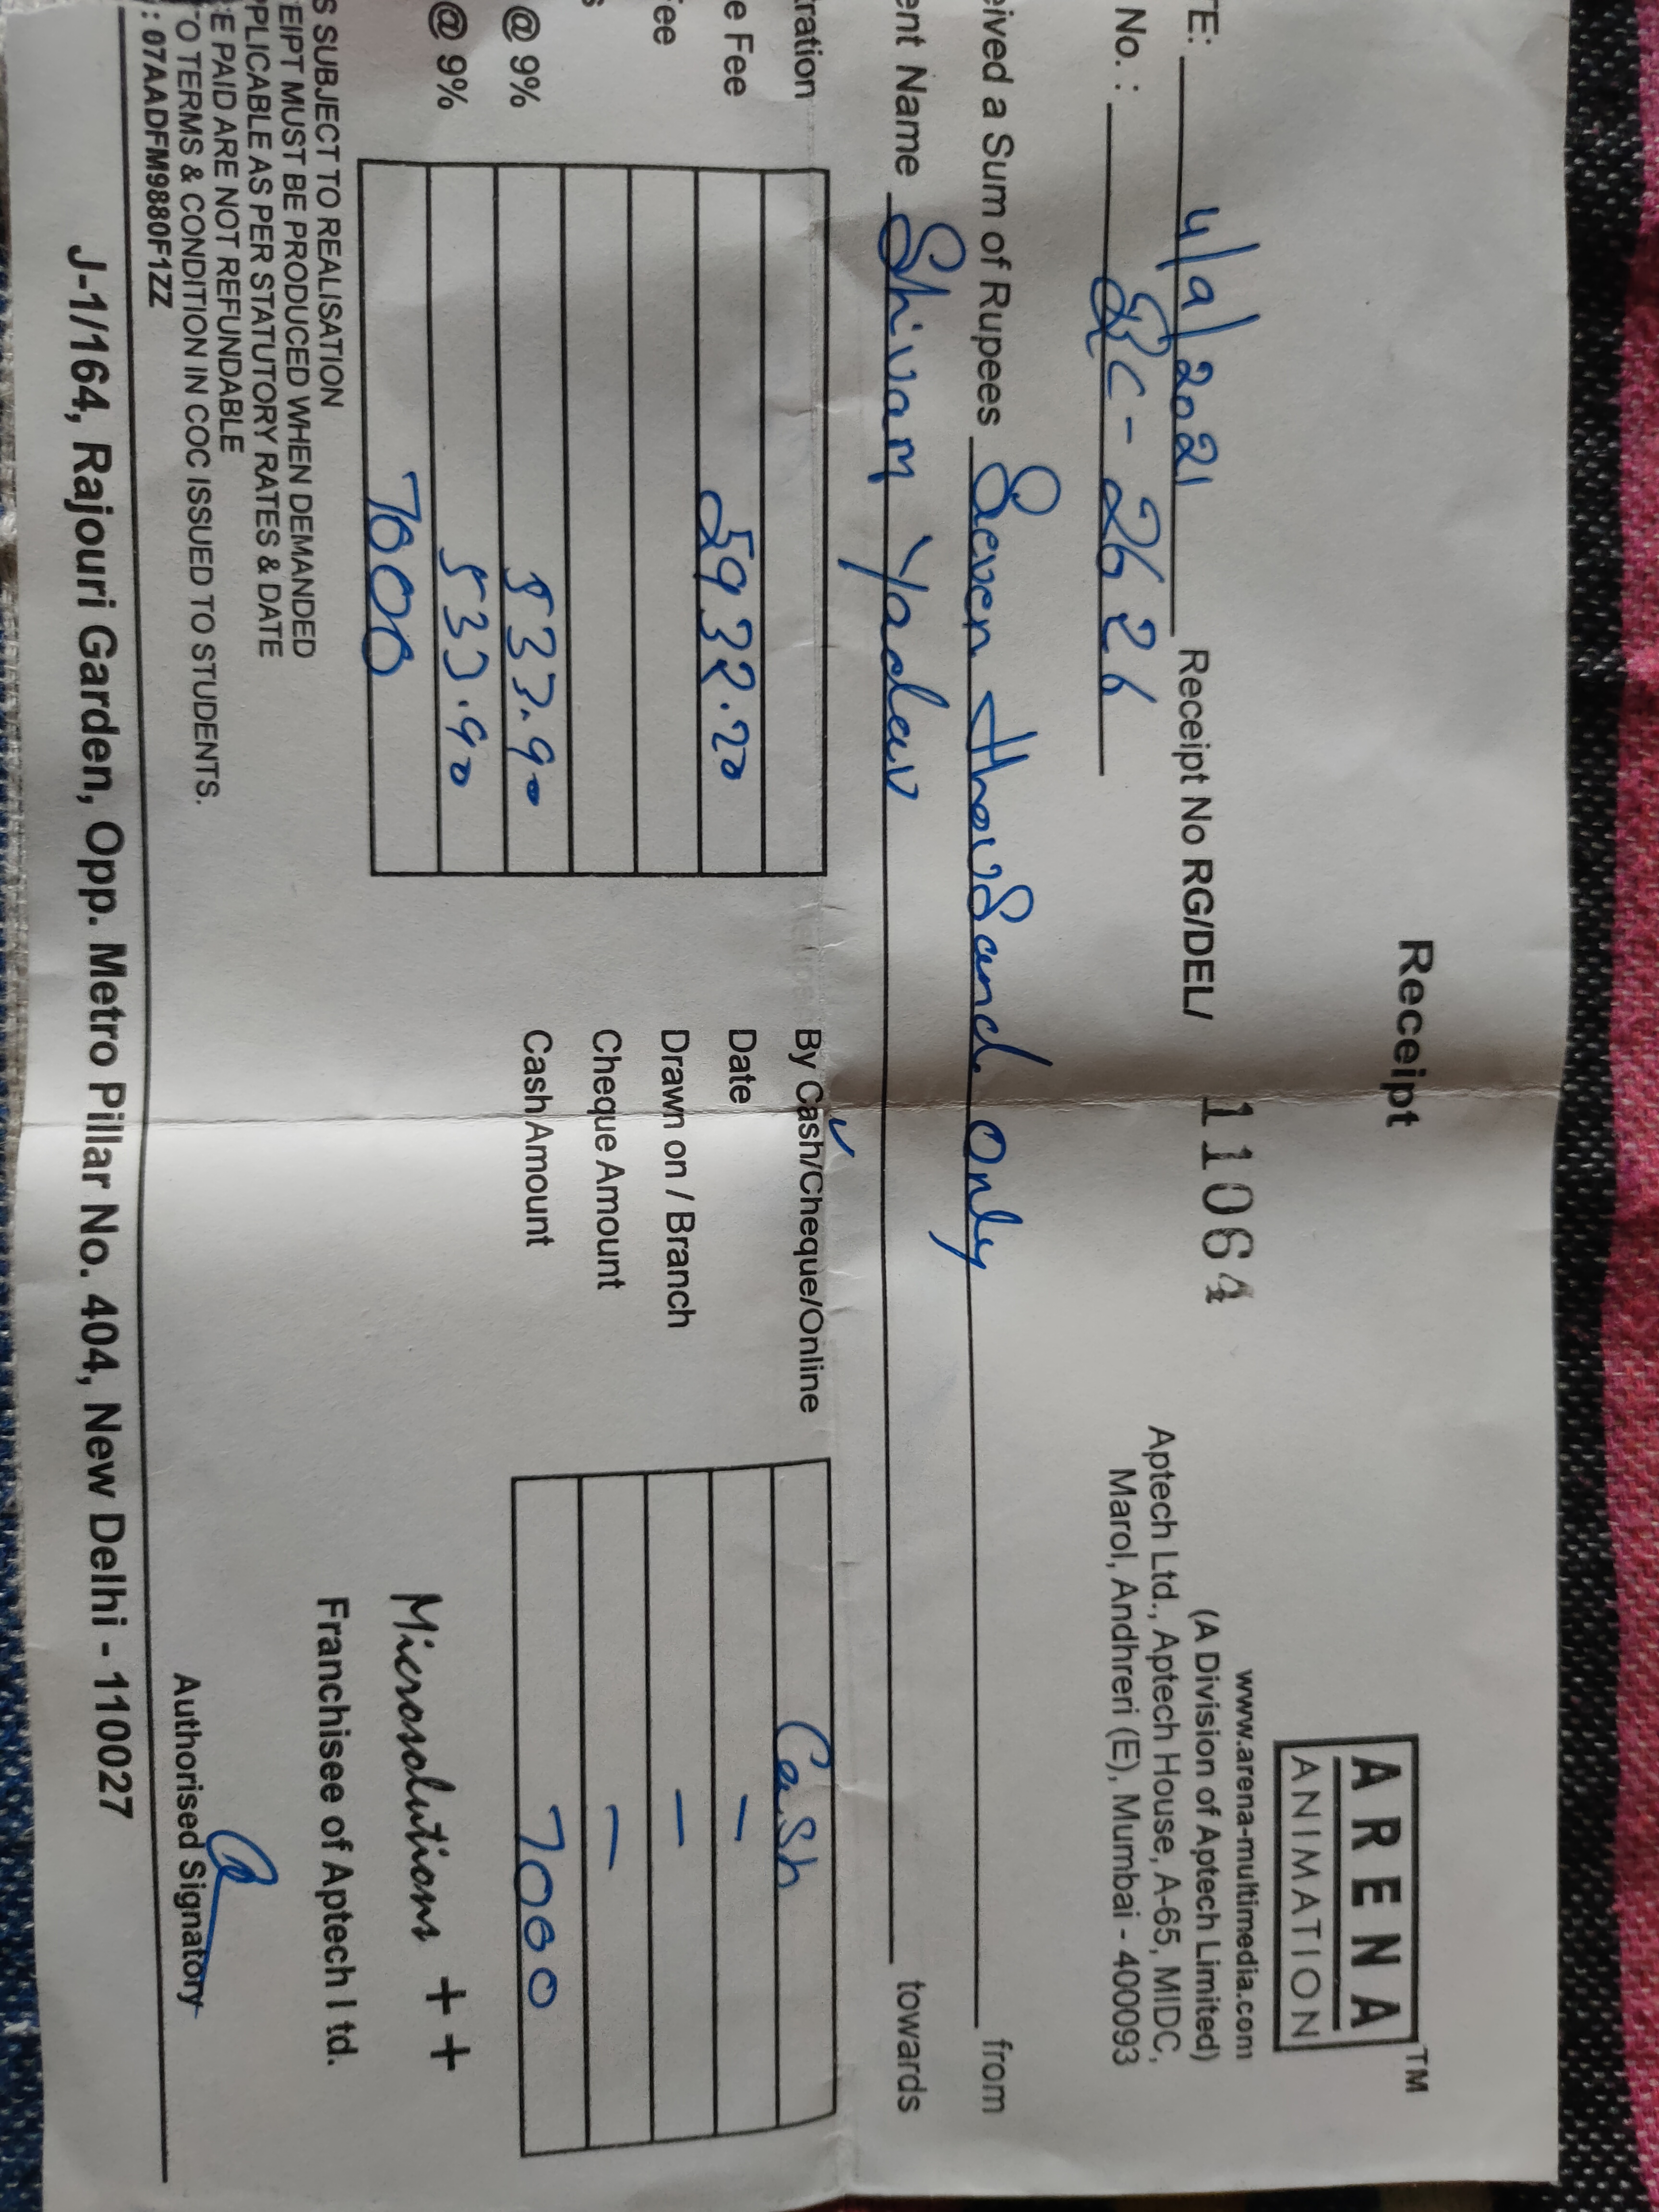 Receipt
ARENA TM
ANIMATION
www.arena-multimedia.com
(A Division of Aptech Limited)
Aptech Ltd., Aptech House, A-65, MIDC,
Marol, Andhreri (E), Mumbai - 400093
TE: 4/9/2021 Receipt No RG/DEL/ 11064
No. : RC - 2626
eived a Sum of Rupees Seven thousand only from
ent Name Shivam Yadav towards
ration
e Fee 5932.20
ee
s
@ 9% 533.90
@ 9% 533.90
7000
By Cash/Cheque/Online Cash
Date -
Drawn on / Branch -
Cheque Amount -
Cash Amount 7000
S SUBJECT TO REALISATION
EIPT MUST BE PRODUCED WHEN DEMANDED
PLICABLE AS PER STATUTORY RATES & DATE
E PAID ARE NOT REFUNDABLE
TO TERMS & CONDITION IN COC ISSUED TO STUDENTS.
: 07AADFM9880F1ZZ
Microsolutions ++
Franchisee of Aptech Ltd.
Authorised Signatory
J-1/164, Rajouri Garden, Opp. Metro Pillar No. 404, New Delhi - 110027